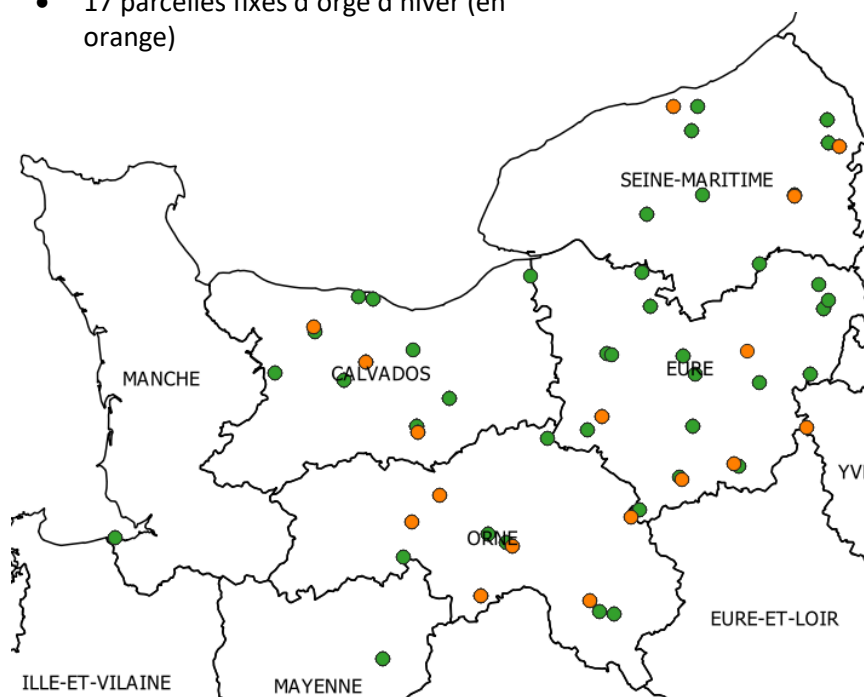 • 17 parcelles fixes d'orge d'hiver (en
orange)
SEINE-MARITIME
MANCHE
CALVADOS
EURE
YVE
ORNE
EURE-ET-LOIR
ILLE-ET-VILAINE
MAYENNE